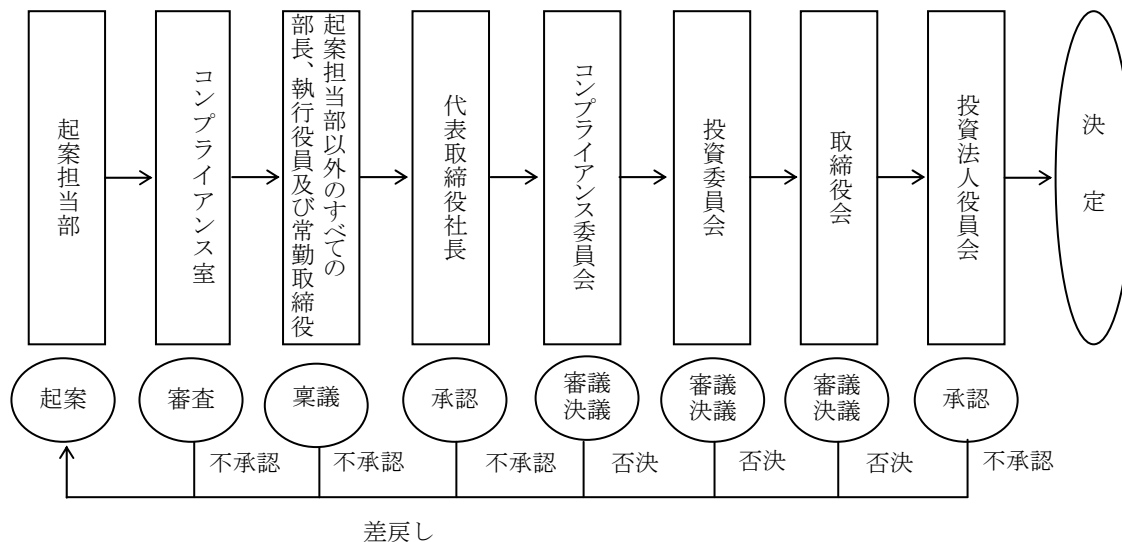 起案担当部
コンプライアンス室
起案担当部以外のすべての
部長、執行役員及び常勤取締役
代表取締役社長
コンプライアンス委員会
投資委員会
取締役会
投資法人役員会
決定
起案
審査
稟議
承認
審議
決議
審議
決議
審議
決議
承認
不承認
不承認
不承認
否決
否決
否決
不承認
差戻し